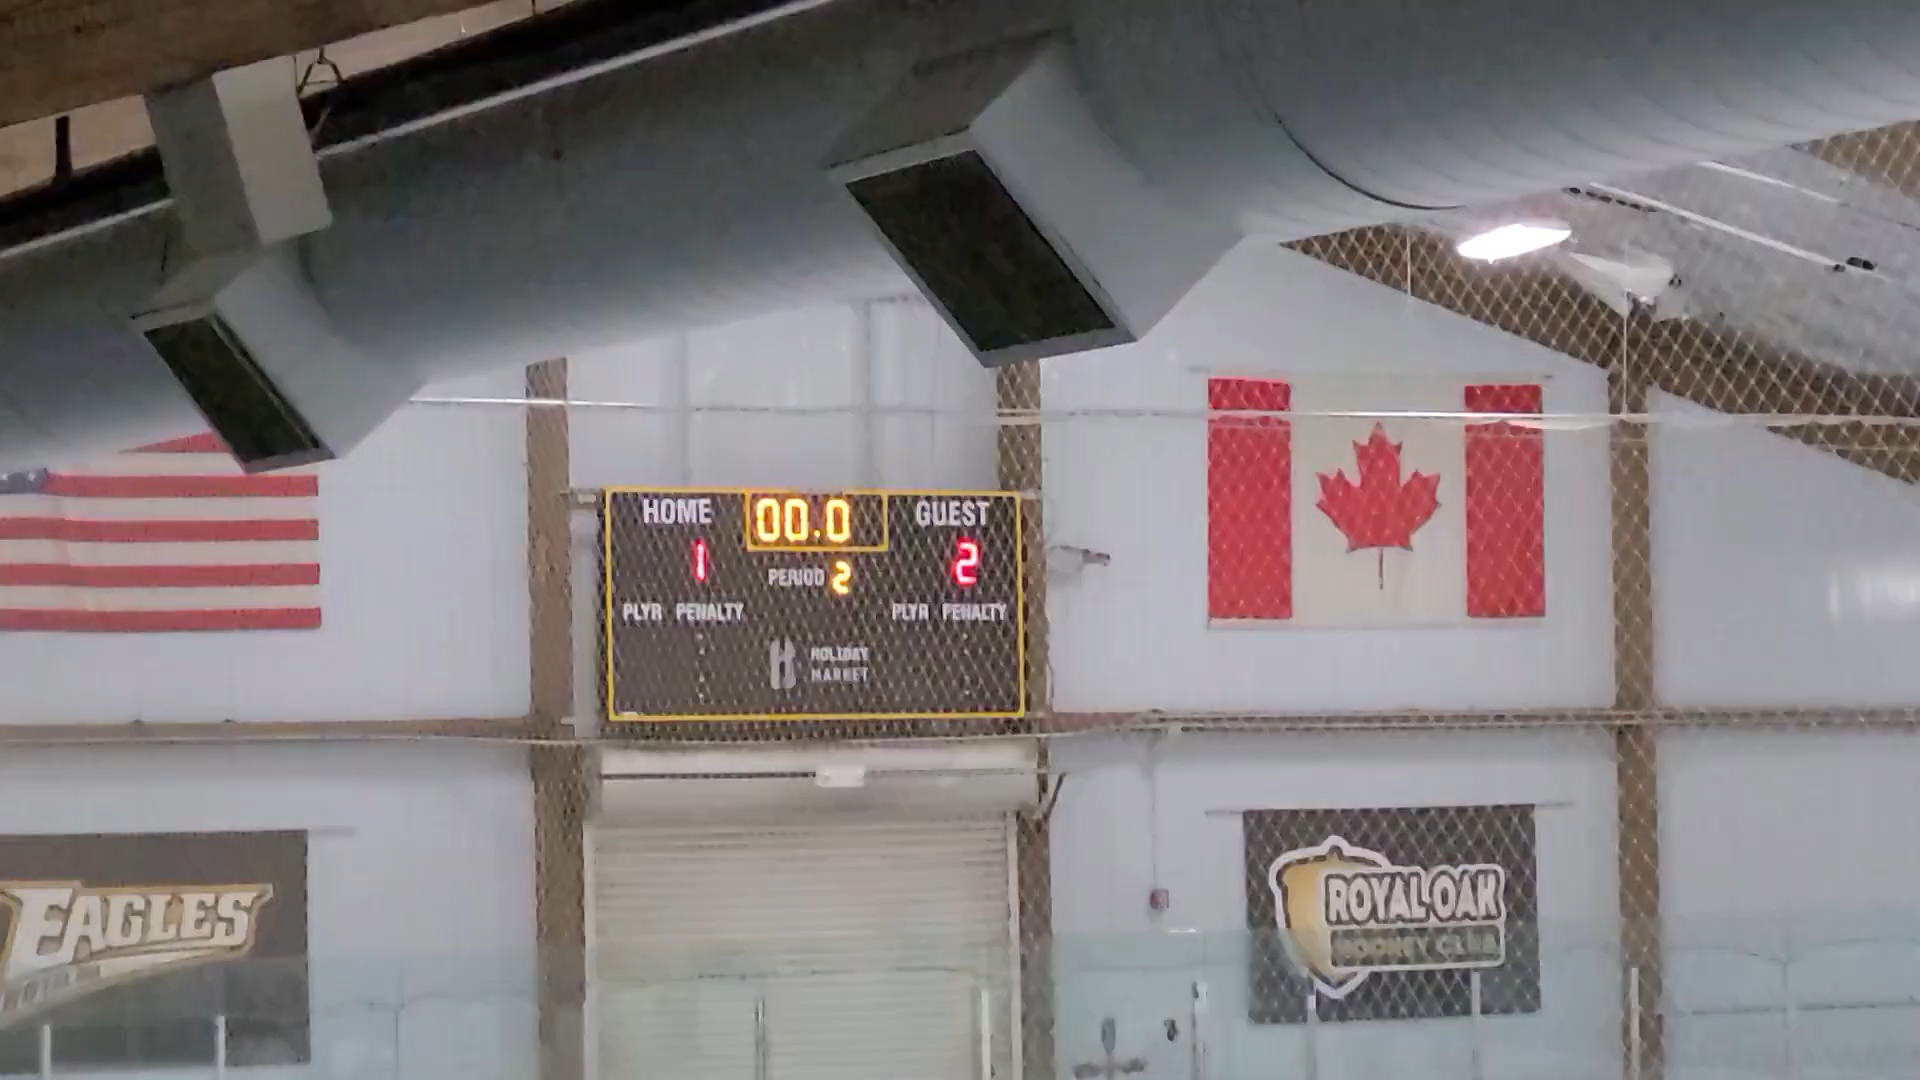 HOME 00.0 GUEST
1 PERIOD 2 2
PLYR PENALTY PLYR PENALTY
HOLIDAY
MARKET
EAGLES
ROYAL OAK
HOCKEY CLUB